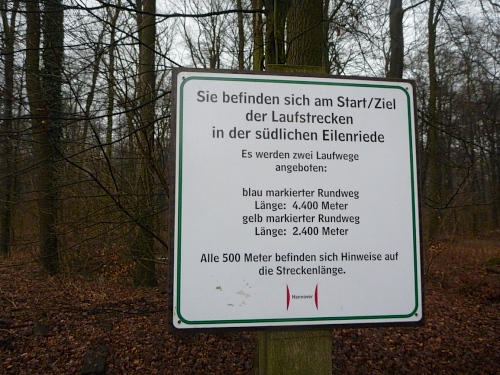 Sie befinden sich am Start/Ziel
der Laufstrecken
in der südlichen Eilenriede
Es werden zwei Laufwege
angeboten:
blau markierter Rundweg
Länge: 4.400 Meter
gelb markierter Rundweg
Länge: 2.400 Meter
Alle 500 Meter befinden sich Hinweise auf
die Streckenlänge.
Hannover